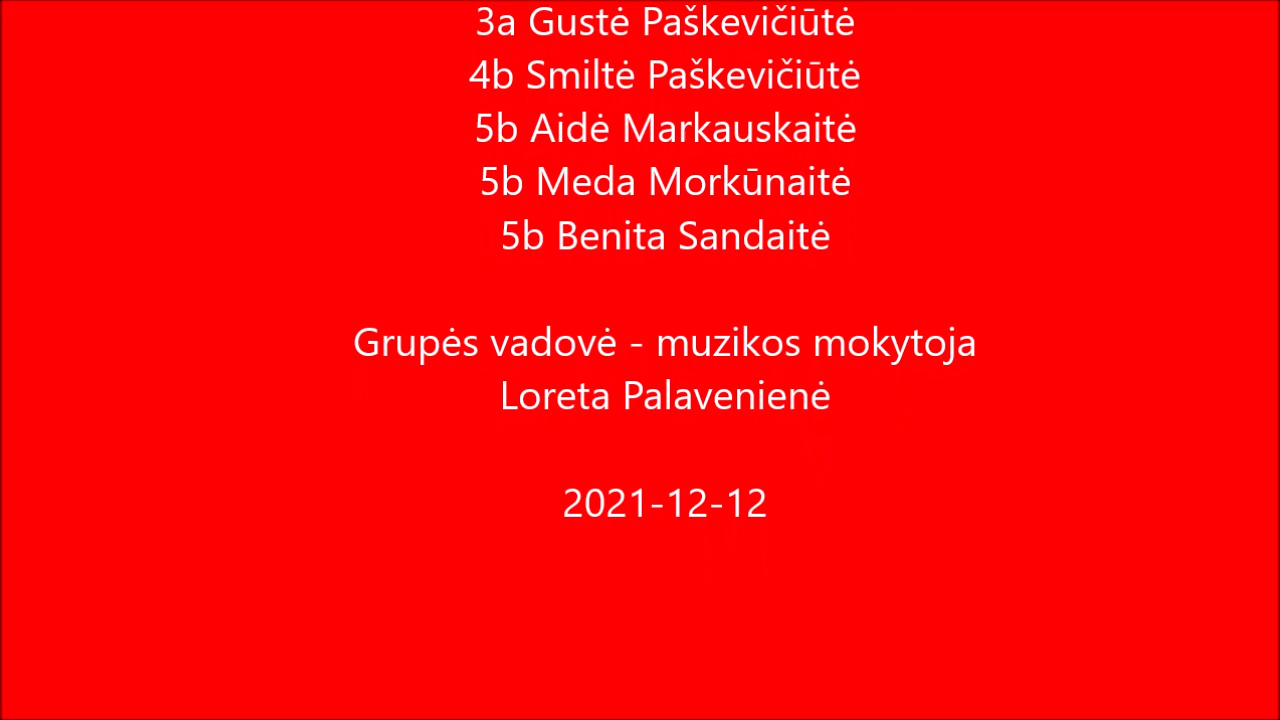 3a Gustė Paškevičiūtė
4b Smiltė Paškevičiūtė
5b Aidė Markauskaitė
5b Meda Morkūnaitė
5b Benita Sandaitė
Grupės vadovė - muzikos mokytoja
Loreta Palavenienė
2021-12-12